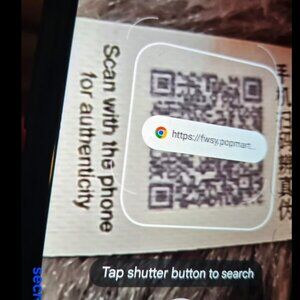 Scan with the phone
for authenticity
https://fwsy.popmart...
Tap shutter button to search